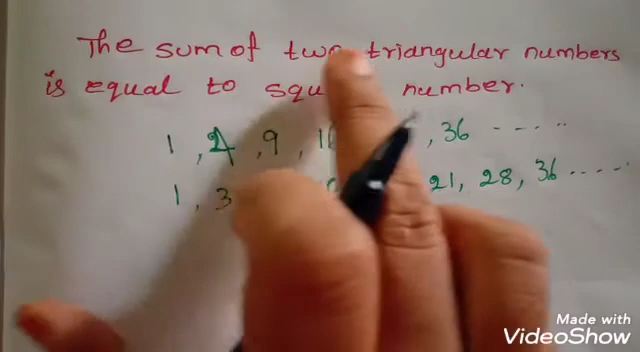 The sum of two triangular numbers
is equal to number.
1, 4, 9, , 36 .....
1, 3 21, 28, 36 .....
Made with
VideoShow